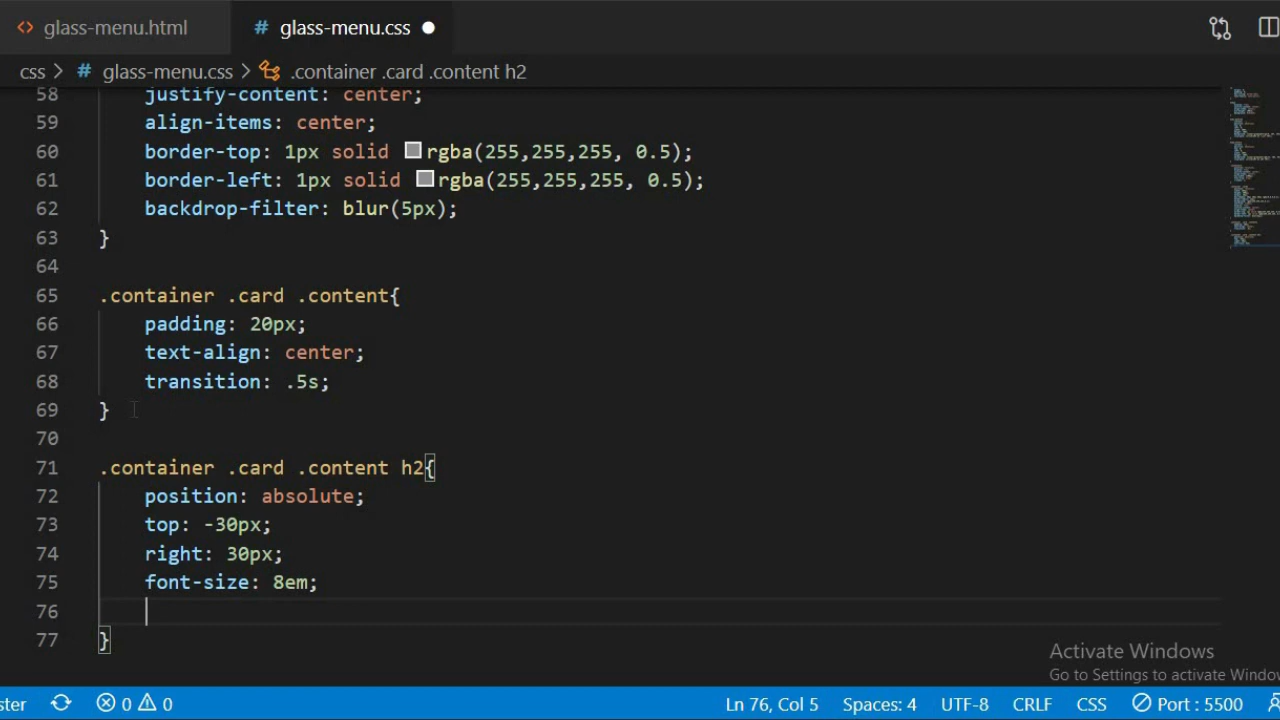 glass-menu.html
glass-menu.css
css > glass-menu.css > .container .card .content h2
58 justify-content: center;
59 align-items: center;
60 border-top: 1px solid rgba(255,255,255, 0.5);
61 border-left: 1px solid rgba(255,255,255, 0.5);
62 backdrop-filter: blur(5px);
63 }
64
65 .container .card .content{
66 padding: 20px;
67 text-align: center;
68 transition: .5s;
69 }
70
71 .container .card .content h2{
72 position: absolute;
73 top: -30px;
74 right: 30px;
75 font-size: 8em;
76
77 }
Activate Windows
Go to Settings to activate Windo
ster 0 0 Ln 76, Col 5 Spaces: 4 UTF-8 CRLF CSS Port : 5500